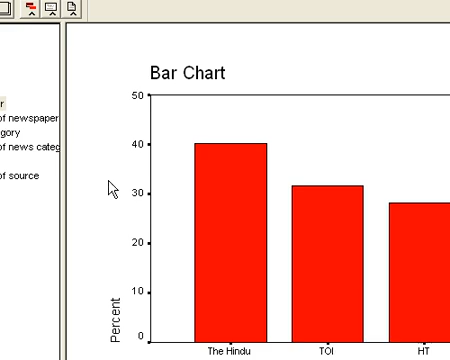 r
of newspaper
gory
of news categ
of source
Bar Chart
50
40
30
20
10
0
Percent
The Hindu TOI HT